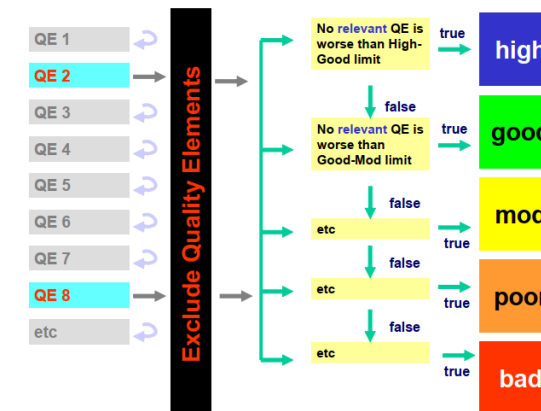 QE 1
QE 2
QE 3
QE 4
QE 5
QE 6
QE 7
QE 8
etc
Exclude Quality Elements
No relevant QE is
worse than High-
Good limit
true
high
false
No relevant QE is
worse than
Good-Mod limit
true
good
false
etc
true
mod
false
etc
true
poor
false
etc
true
bad